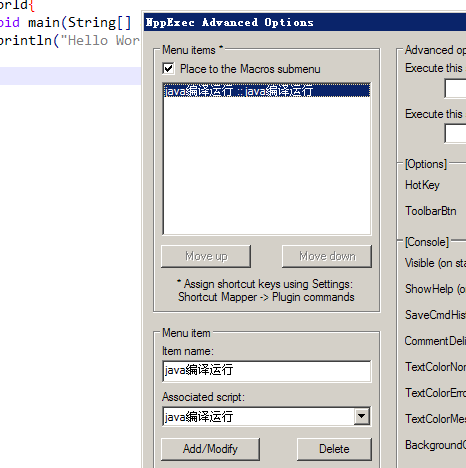 orld{
oid main(String[]
println("Hello Wor
NppExec Advanced Options
Menu items *
Place to the Macros submenu
java编译运行 :: java编译运行
Move up
Move down
* Assign shortcut keys using Settings:
Shortcut Mapper -> Plugin commands
Menu item
Item name:
java编译运行
Associated script:
java编译运行
Add/Modify
Delete
Advanced op
Execute this
Execute this
[Options]
HotKey
ToolbarBtn
[Console]
Visible (on sta
ShowHelp (on
SaveCmdHist
CommentDeli
TextColorNor
TextColorErro
TextColorMes
BackgroundC